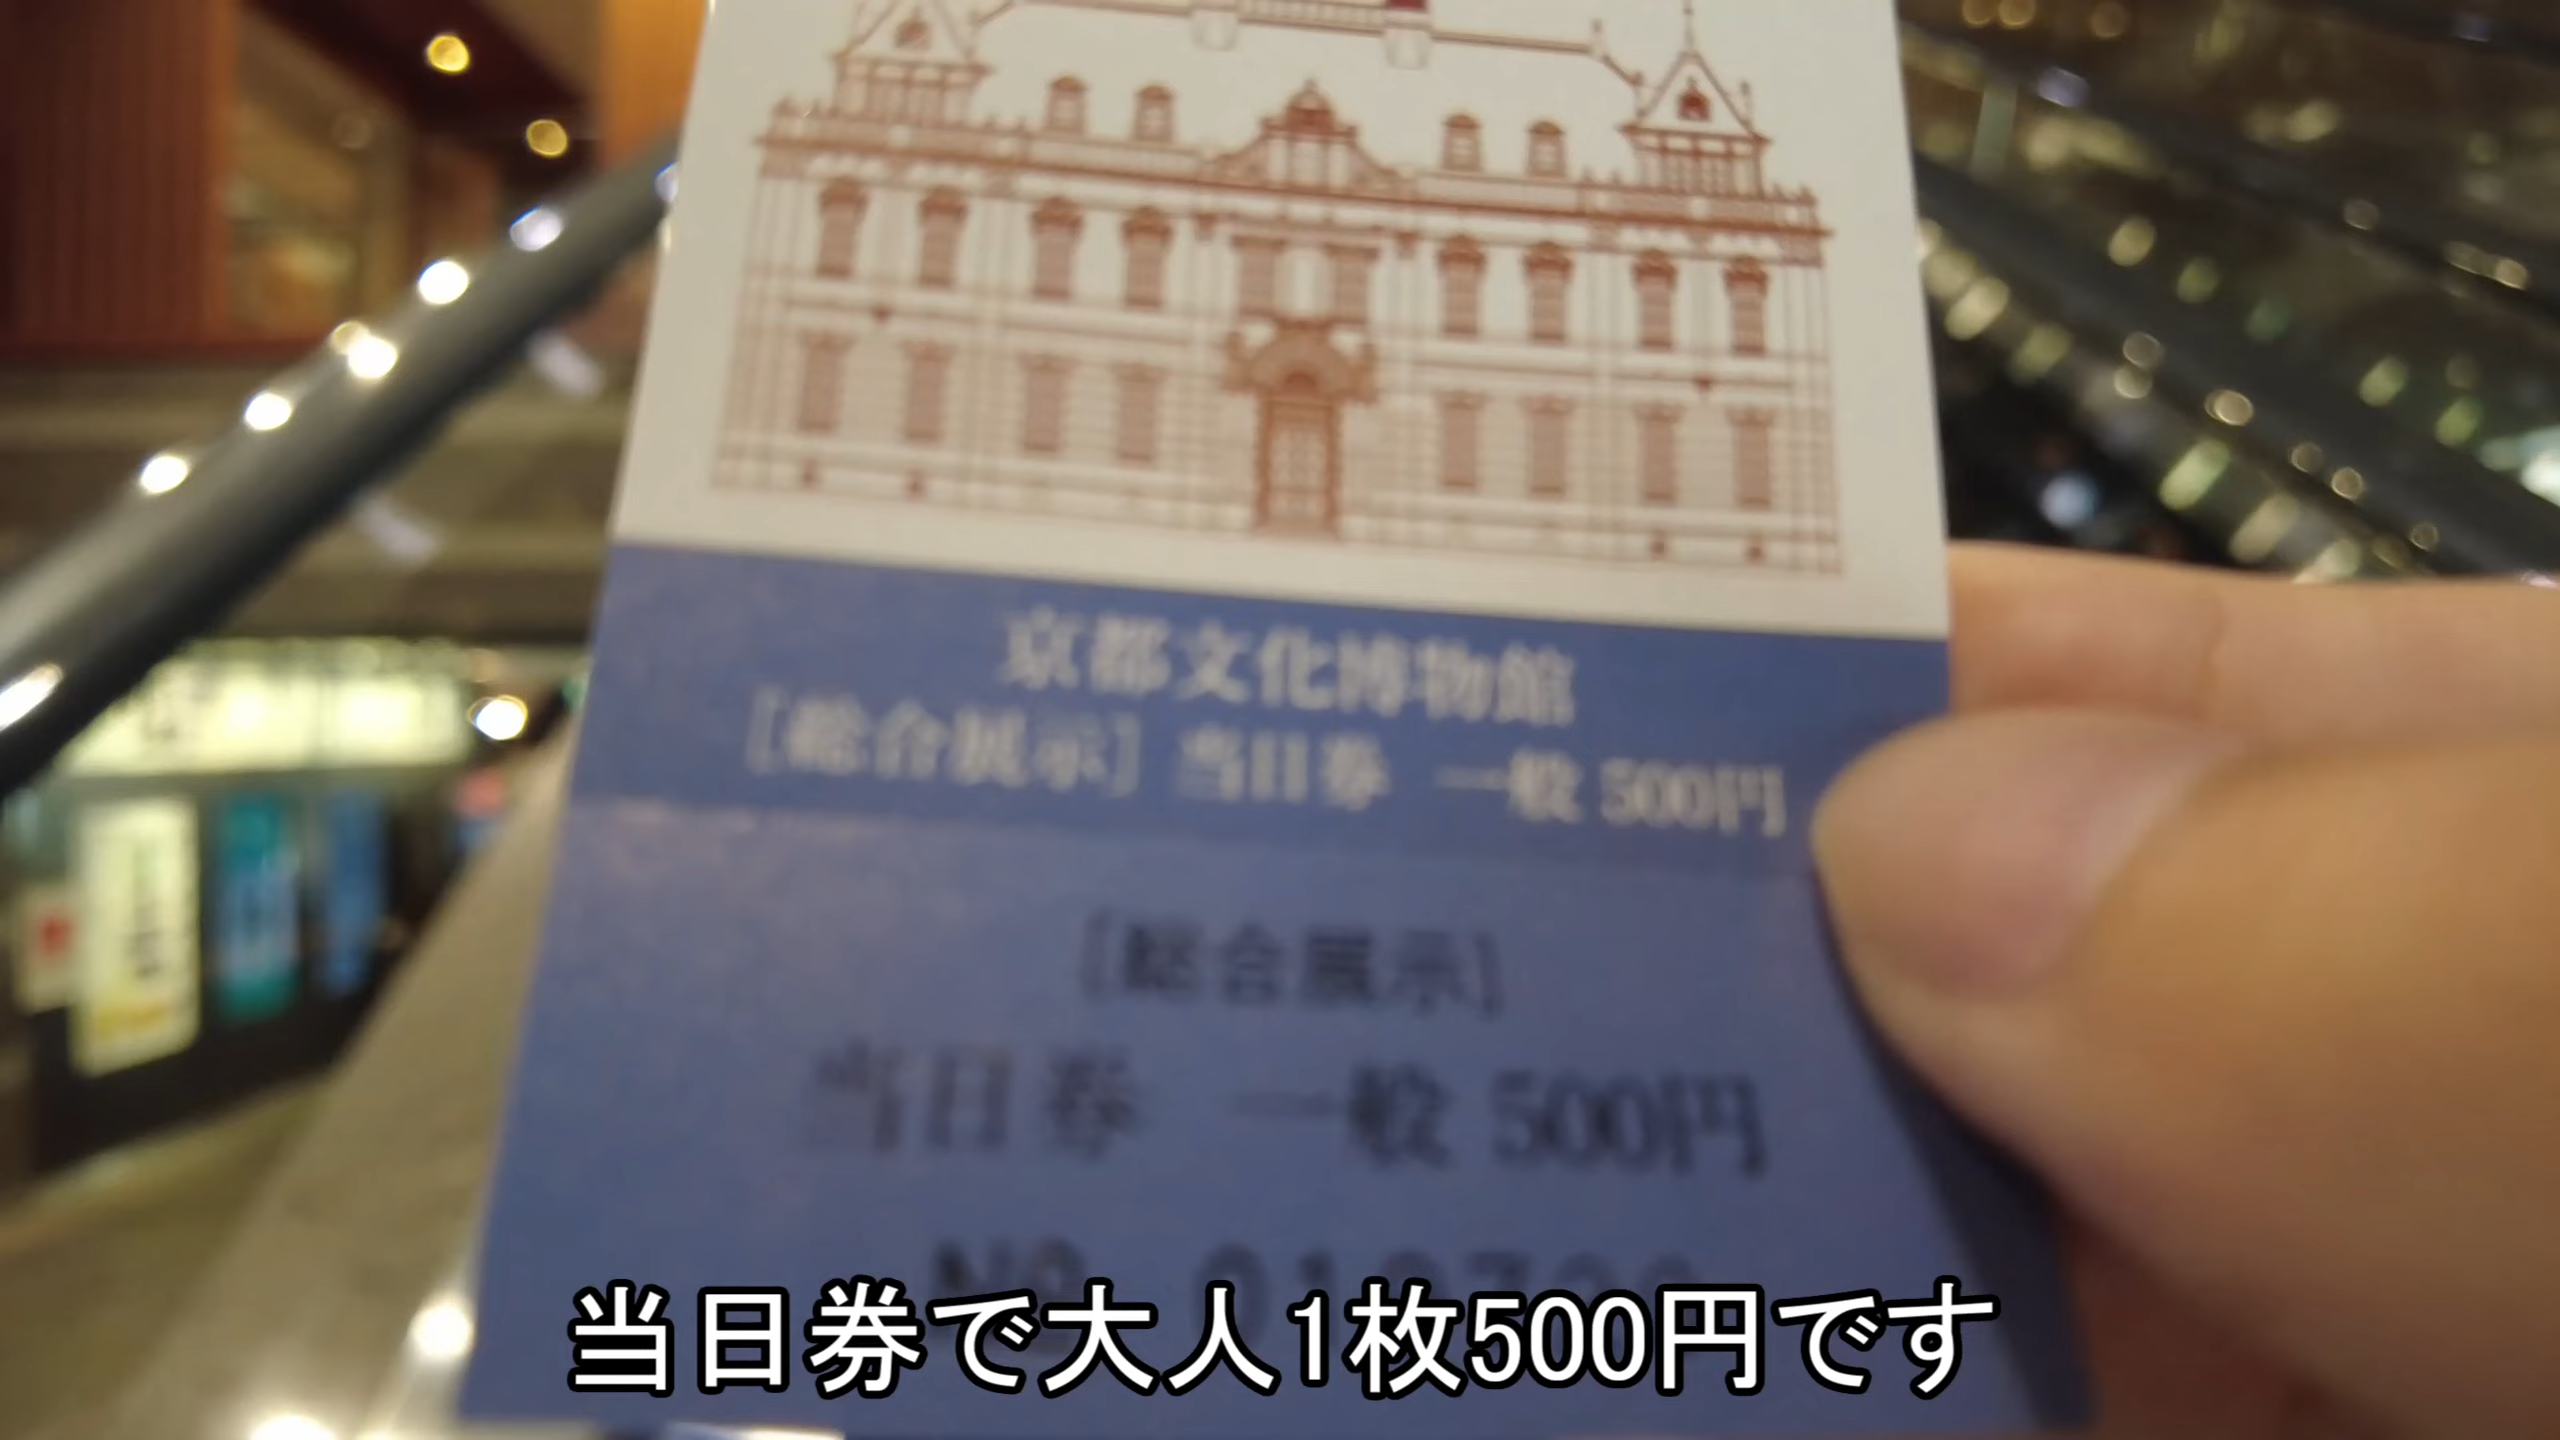 京都文化博物館
［総合展示］当日券 一般 500円
［総合展示］
当日券 一般 500円
当日券で大人1枚500円です